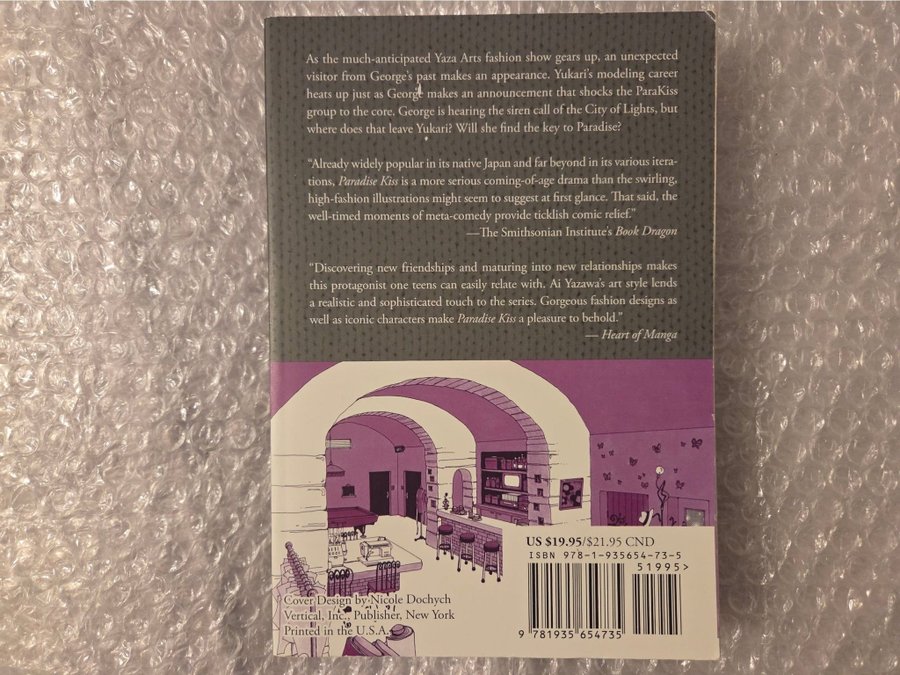 As the much-anticipated Yaza Arts fashion show gears up, an unexpected
visitor from George's past makes an appearance. Yukari's modeling career
heats up just as George makes an announcement that shocks the ParaKiss
group to the core. George is hearing the siren call of the City of Lights, but
where does that leave Yukari? Will she find the key to Paradise?
“Already widely popular in its native Japan and far beyond in its various itera-
tions, Paradise Kiss is a more serious coming-of-age drama than the swirling,
high-fashion illustrations might seem to suggest at first glance. That said, the
well-timed moments of meta-comedy provide ticklish comic relief.”
—The Smithsonian Institute's Book Dragon
“Discovering new friendships and maturing into new relationships makes
this protagonist one teens can easily relate with. Ai Yazawa's art style lends
a realistic and sophisticated touch to the series. Gorgeous fashion designs as
well as iconic characters make Paradise Kiss a pleasure to behold.”
— Heart of Manga
US $19.95/$21.95 CND
ISBN 978-1-935654-73-5
51995>
9 781935 654735
Cover Design by Nicole Dochych
Vertical, Inc., Publisher, New York
Printed in the U.S.A.